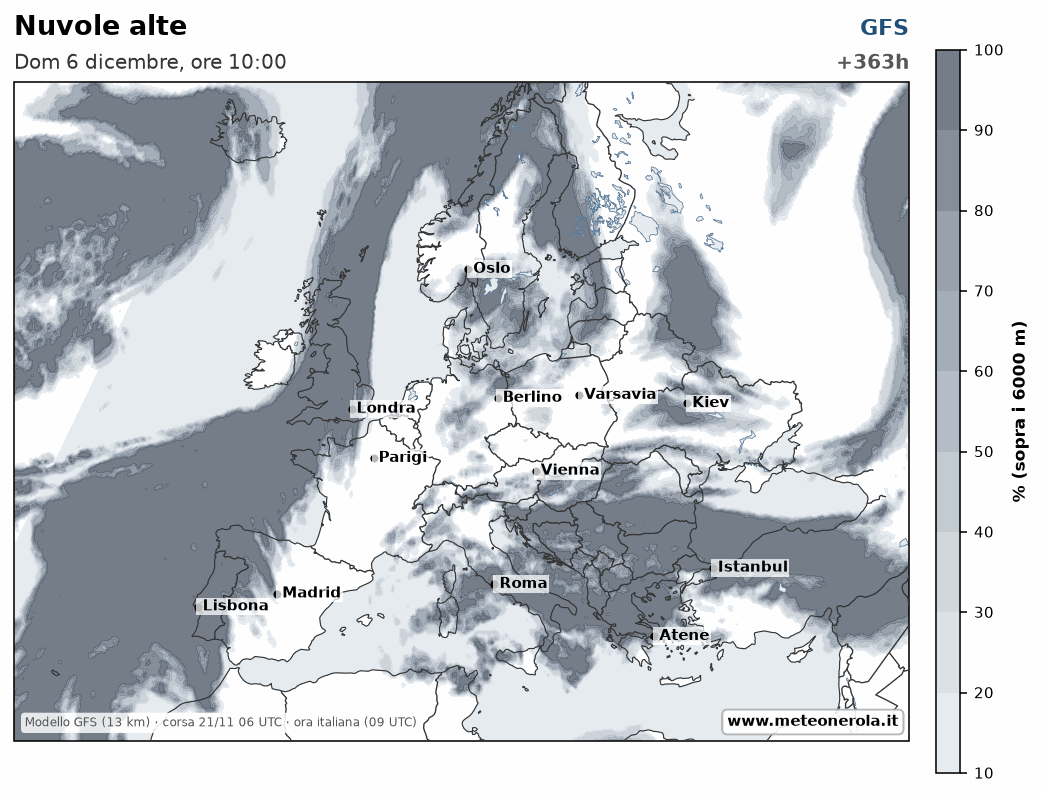 Nuvole alte
GFS
Dom 6 dicembre, ore 10:00
+363h
Oslo
Londra
Berlino
Varsavia
Kiev
Parigi
Vienna
Istanbul
Roma
Madrid
Lisbona
Atene
Modello GFS (13 km) · corsa 21/11 06 UTC · ora italiana (09 UTC)
www.meteonerola.it
100
90
80
70
60
50
40
30
20
10
% (sopra i 6000 m)